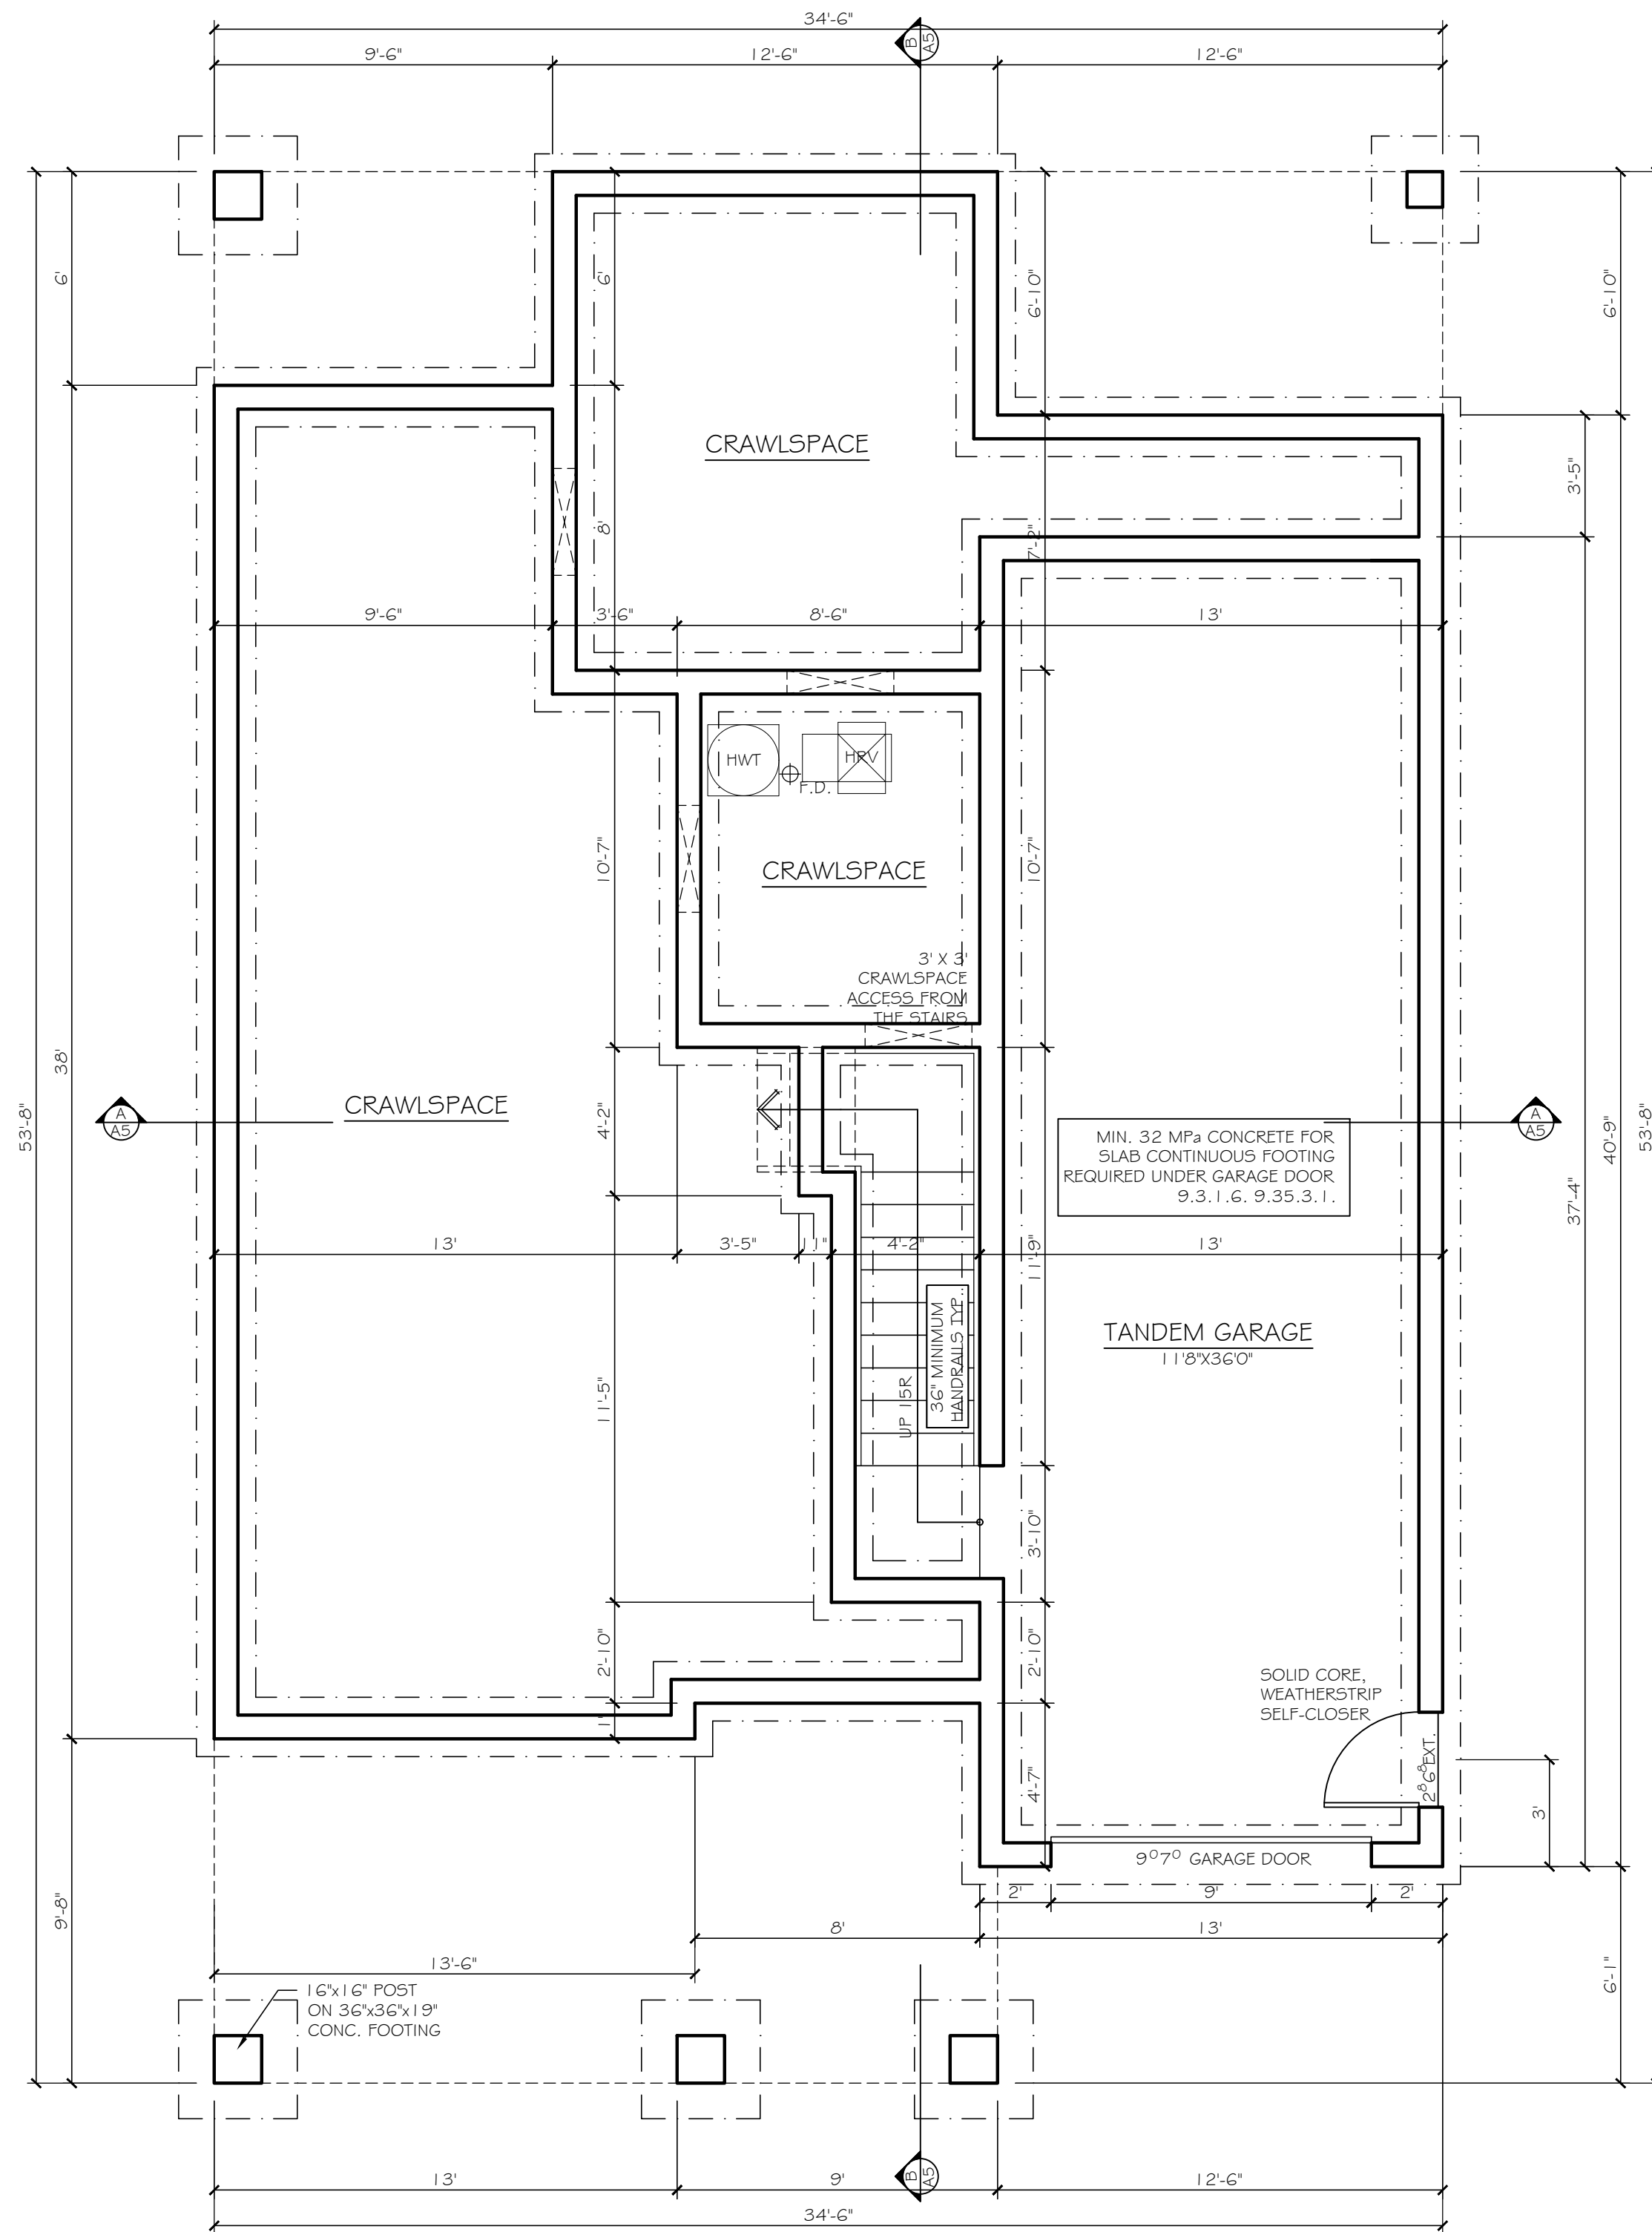 34'-6"
9'-6"
12'-6"
12'-6"
B
A5
6'
6'
6'-10"
6'-10"
CRAWLSPACE
3'-5"
8'
7'-2"
9'-6"
3'-6"
8'-6"
13'
HWT
HRV
F.D.
10'-7"
10'-7"
CRAWLSPACE
3' X 3'
CRAWLSPACE
ACCESS FROM
THE STAIRS
53'-8"
38'
A
A5
CRAWLSPACE
4'-2"
MIN. 32 MPa CONCRETE FOR
SLAB CONTINUOUS FOOTING
REQUIRED UNDER GARAGE DOOR
9.3.1.6. 9.35.3.1.
A
A5
37'-4"
40'-9"
53'-8"
13'
3'-5"
11"
4'-2"
11'-9"
13'
36" MINIMUM
HANDRAILS TYP.
UP 15R
TANDEM GARAGE
11'8"X36'0"
11'-5"
3'-10"
2'-10"
2'-10"
1'
SOLID CORE,
WEATHERSTRIP
SELF-CLOSER
2⁸6⁸ EXT.
4'-7"
3'
9⁰7⁰ GARAGE DOOR
2'
9'
2'
9'-8"
8'
13'
13'-6"
6'-1"
16"x16" POST
ON 36"x36"x19"
CONC. FOOTING
13'
9'
B
A5
12'-6"
34'-6"